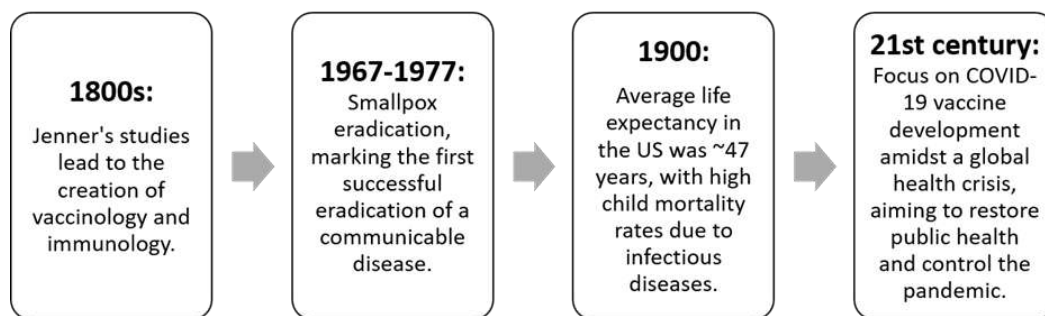 1800s:
Jenner's studies
lead to the
creation of
vaccinology and
immunology.
1967-1977:
Smallpox
eradication,
marking the first
successful
eradication of a
communicable
disease.
1900:
Average life
expectancy in
the US was ~47
years, with high
child mortality
rates due to
infectious
diseases.
21st century:
Focus on COVID-
19 vaccine
development
amidst a global
health crisis,
aiming to restore
public health
and control the
pandemic.